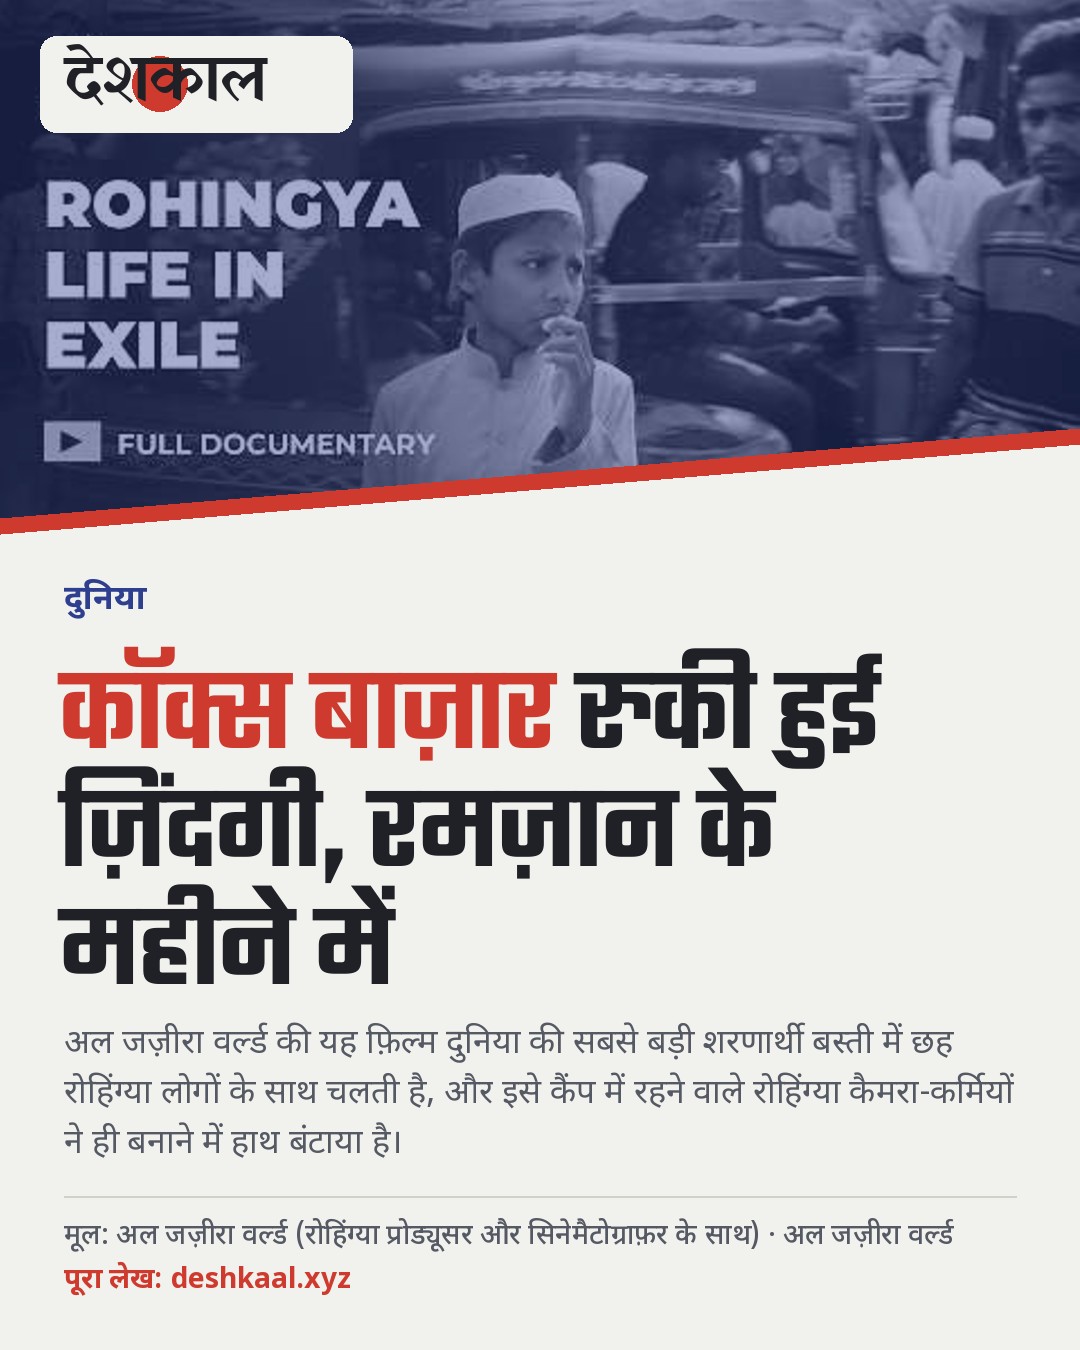 देशकाल
ROHINGYA
LIFE IN
EXILE
FULL DOCUMENTARY
दुनिया
कॉक्स बाज़ार रुकी हुई
ज़िंदगी, रमज़ान के
महीने में
अल जज़ीरा वर्ल्ड की यह फ़िल्म दुनिया की सबसे बड़ी शरणार्थी बस्ती में छह
रोहिंग्या लोगों के साथ चलती है, और इसे कैंप में रहने वाले रोहिंग्या कैमरा-कर्मियों
ने ही बनाने में हाथ बंटाया है।
मूल: अल जज़ीरा वर्ल्ड (रोहिंग्या प्रोड्यूसर और सिनेमैटोग्राफ़र के साथ) · अल जज़ीरा वर्ल्ड
पूरा लेख: deshkaal.xyz